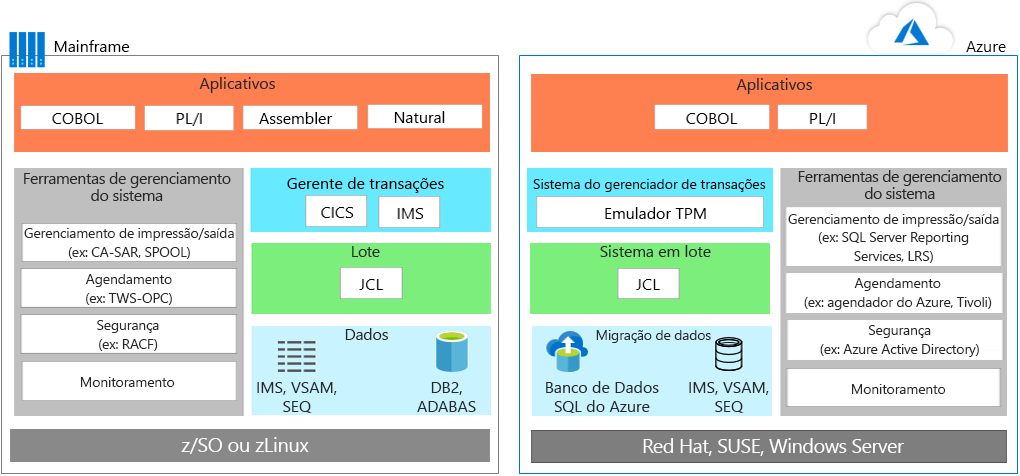 Mainframe
Aplicativos
COBOL
PL/I
Assembler
Natural
Ferramentas de gerenciamento
do sistema
Gerenciamento de impressão/saída
(ex: CA-SAR, SPOOL)
Agendamento
(ex: TWS-OPC)
Segurança
(ex: RACF)
Monitoramento
Gerente de transações
CICS
IMS
Lote
JCL
Dados
IMS, VSAM,
SEQ
DB2,
ADABAS
z/SO ou zLinux
Azure
Aplicativos
COBOL
PL/I
Sistema do gerenciador de transações
Emulador TPM
Sistema em lote
JCL
Migração de dados
Banco de Dados
SQL do Azure
IMS, VSAM,
SEQ
Ferramentas de gerenciamento
do sistema
Gerenciamento de impressão/saída
(ex: SQL Server Reporting
Services, LRS)
Agendamento
(ex: agendador do Azure, Tivoli)
Segurança
(ex: Azure Active Directory)
Monitoramento
Red Hat, SUSE, Windows Server